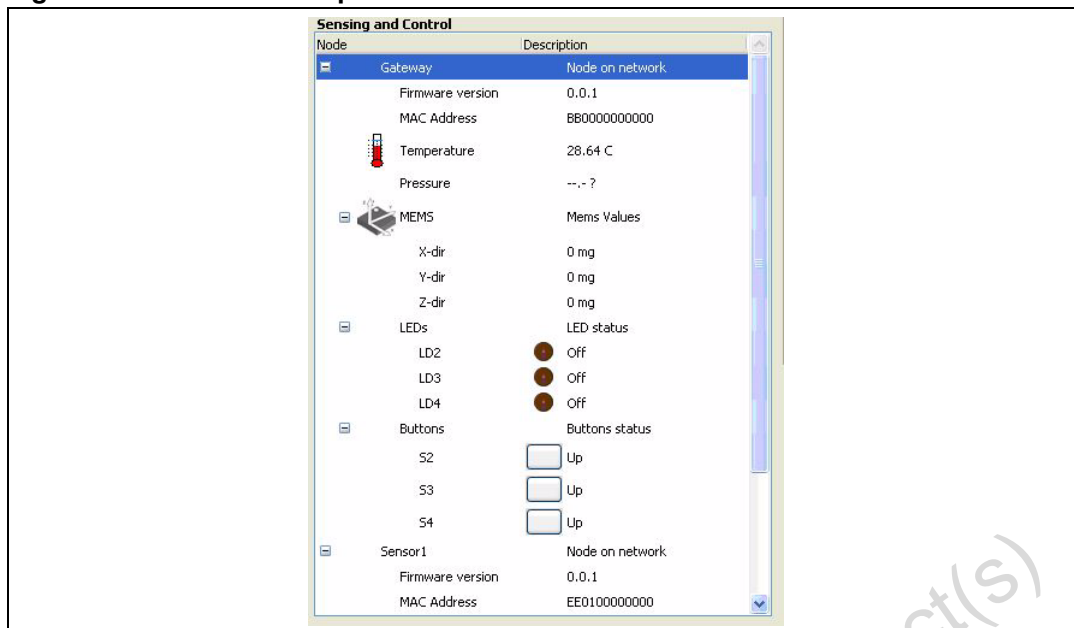 Sensing and Control
Node Description
Gateway Node on network
Firmware version 0.0.1
MAC Address BB0000000000
Temperature 28.64 C
Pressure --.- ?
MEMS Mems Values
X-dir 0 mg
Y-dir 0 mg
Z-dir 0 mg
LEDs LED status
LD2 Off
LD3 Off
LD4 Off
Buttons Buttons status
S2 Up
S3 Up
S4 Up
Sensor1 Node on network
Firmware version 0.0.1
MAC Address EE0100000000
ct(s)